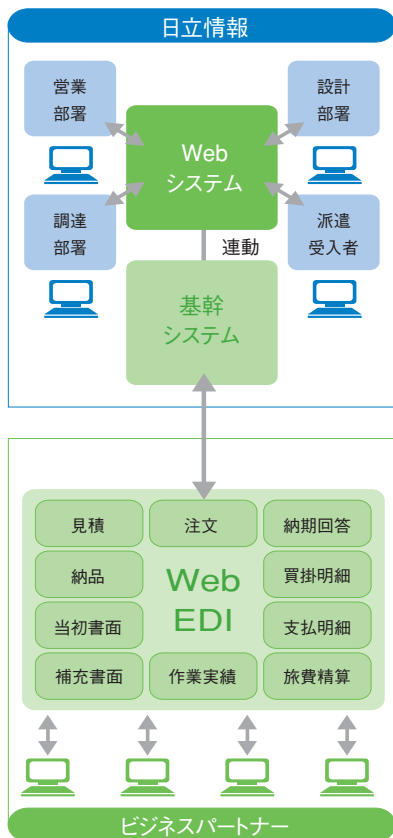 日立情報
営業
部署
設計
部署
Web
システム
調達
部署
派遣
受入者
連動
基幹
システム
見積
注文
納期回答
納品
買掛明細
Web
EDI
当初書面
支払明細
補充書面
作業実績
旅費精算
ビジネスパートナー